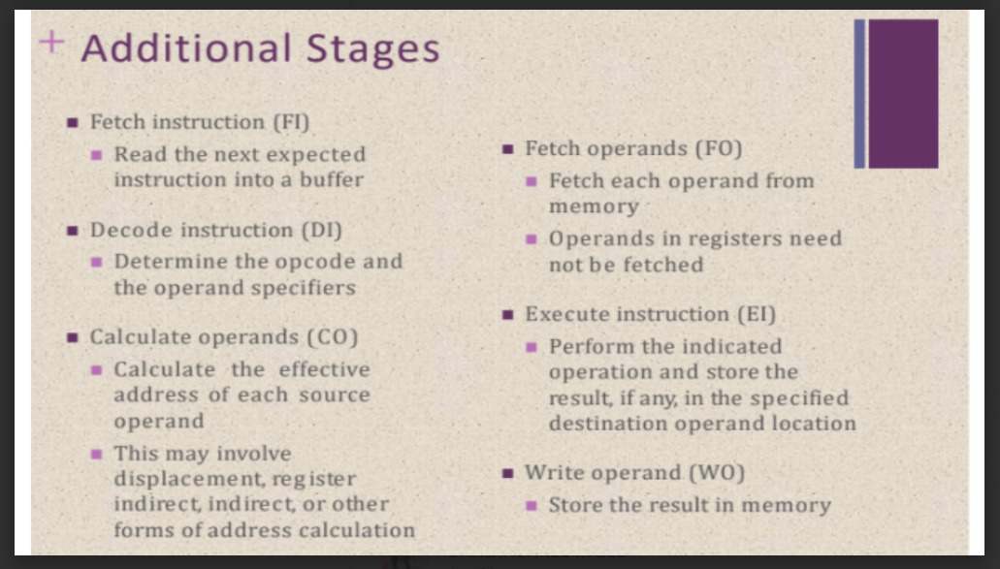 + Additional Stages
Fetch instruction (FI)
Read the next expected
instruction into a buffer
Decode instruction (DI)
Determine the opcode and
the operand specifiers
Calculate operands (CO)
Calculate the effective
address of each source
operand
This may involve
displacement, register
indirect, indirect, or other
forms of address calculation
Fetch operands (FO)
Fetch each operand from
memory
Operands in registers need
not be fetched
Execute instruction (EI)
Perform the indicated
operation and store the
result, if any, in the specified
destination operand location
Write operand (WO)
Store the result in memory